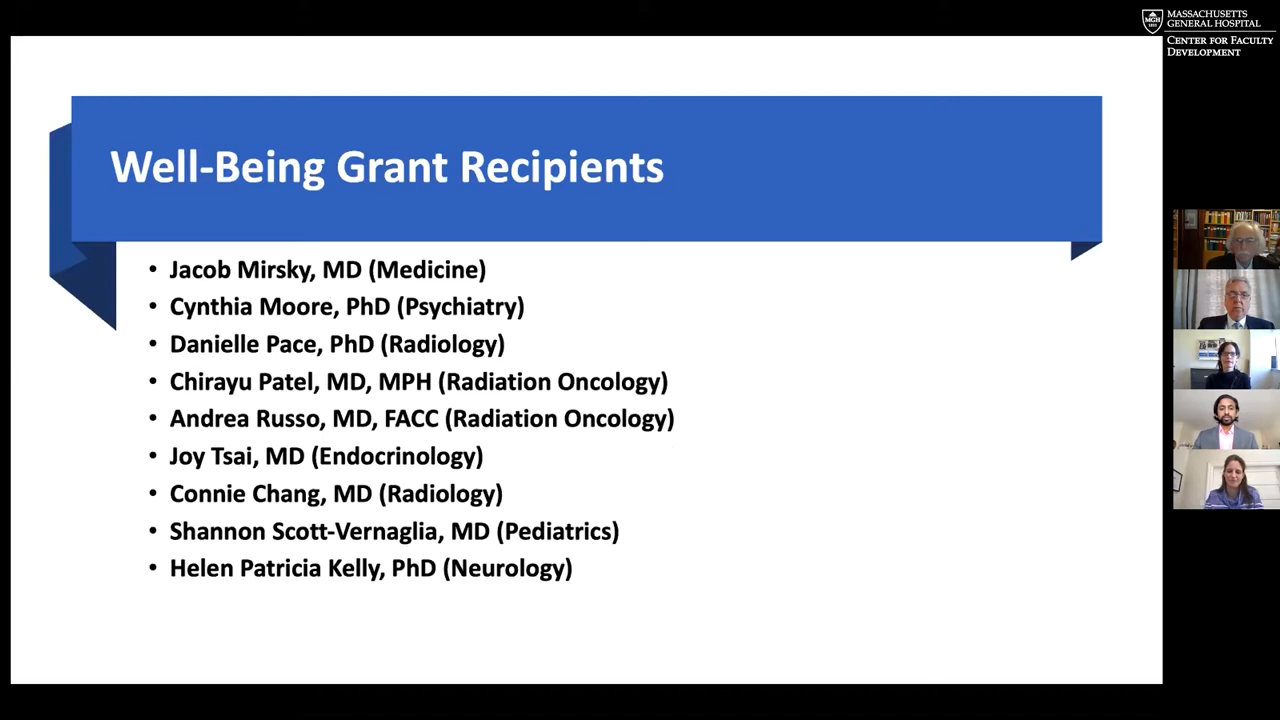 MGH
1811
MASSACHUSETTS
GENERAL HOSPITAL
CENTER FOR FACULTY
DEVELOPMENT
Well-Being Grant Recipients
• Jacob Mirsky, MD (Medicine)
• Cynthia Moore, PhD (Psychiatry)
• Danielle Pace, PhD (Radiology)
• Chirayu Patel, MD, MPH (Radiation Oncology)
• Andrea Russo, MD, FACC (Radiation Oncology)
• Joy Tsai, MD (Endocrinology)
• Connie Chang, MD (Radiology)
• Shannon Scott-Vernaglia, MD (Pediatrics)
• Helen Patricia Kelly, PhD (Neurology)